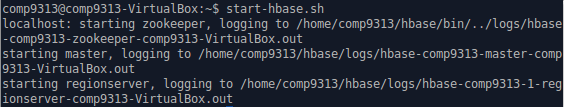 comp9313@comp9313-VirtualBox:~$ start-hbase.sh
localhost: starting zookeeper, logging to /home/comp9313/hbase/bin/../logs/hbase
-comp9313-zookeeper-comp9313-VirtualBox.out
starting master, logging to /home/comp9313/hbase/logs/hbase-comp9313-master-comp
9313-VirtualBox.out
starting regionserver, logging to /home/comp9313/hbase/logs/hbase-comp9313-1-reg
ionserver-comp9313-VirtualBox.out